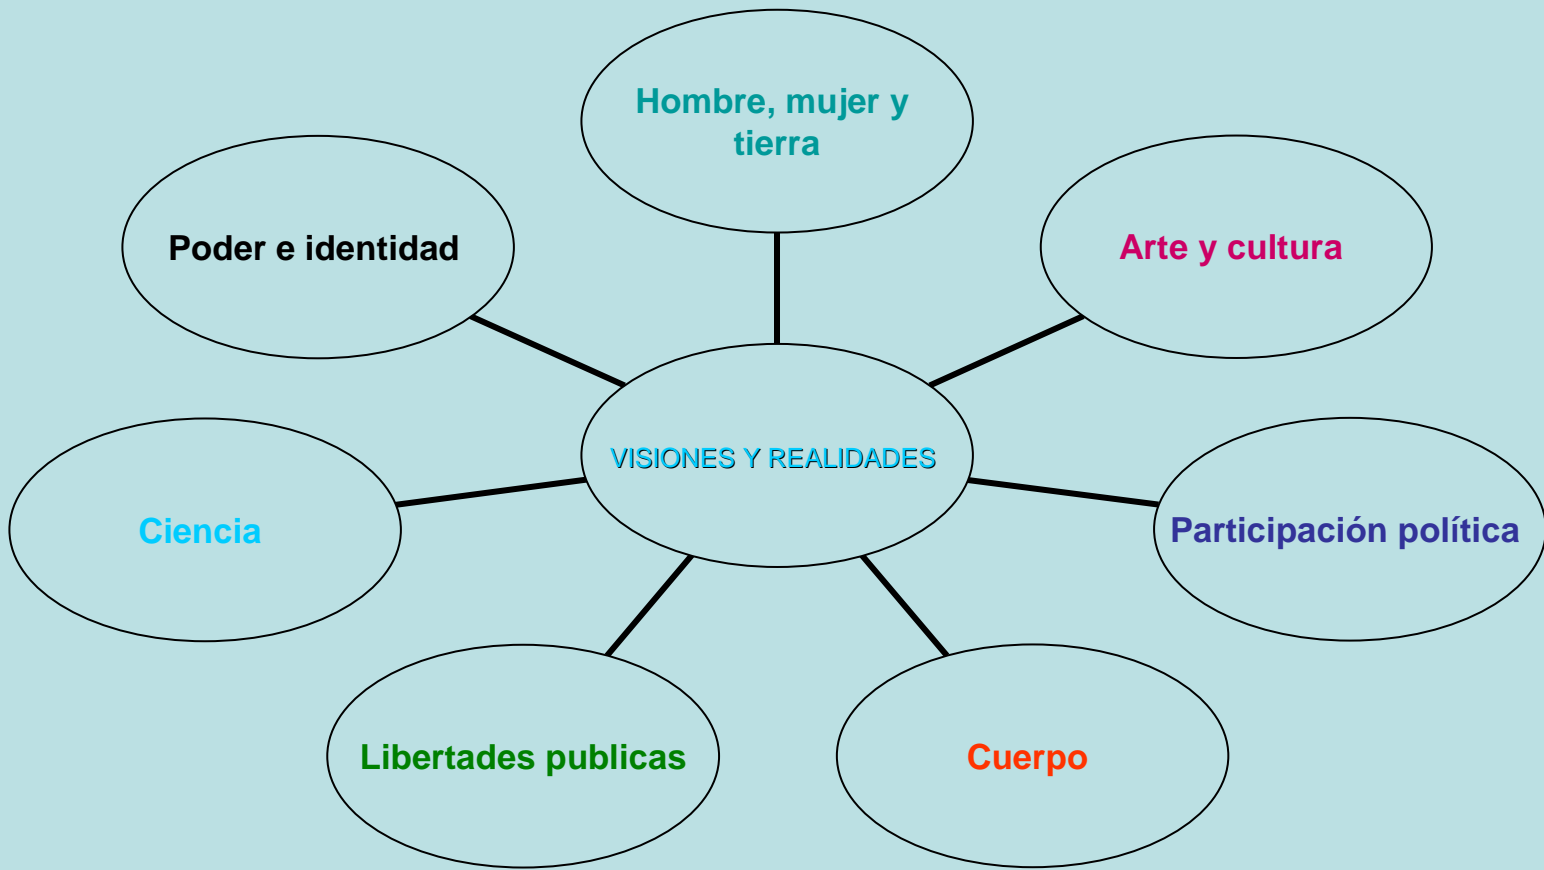 Hombre, mujer y
tierra
Poder e identidad
Arte y cultura
VISIONES Y REALIDADES
Ciencia
Participación política
Libertades publicas
Cuerpo